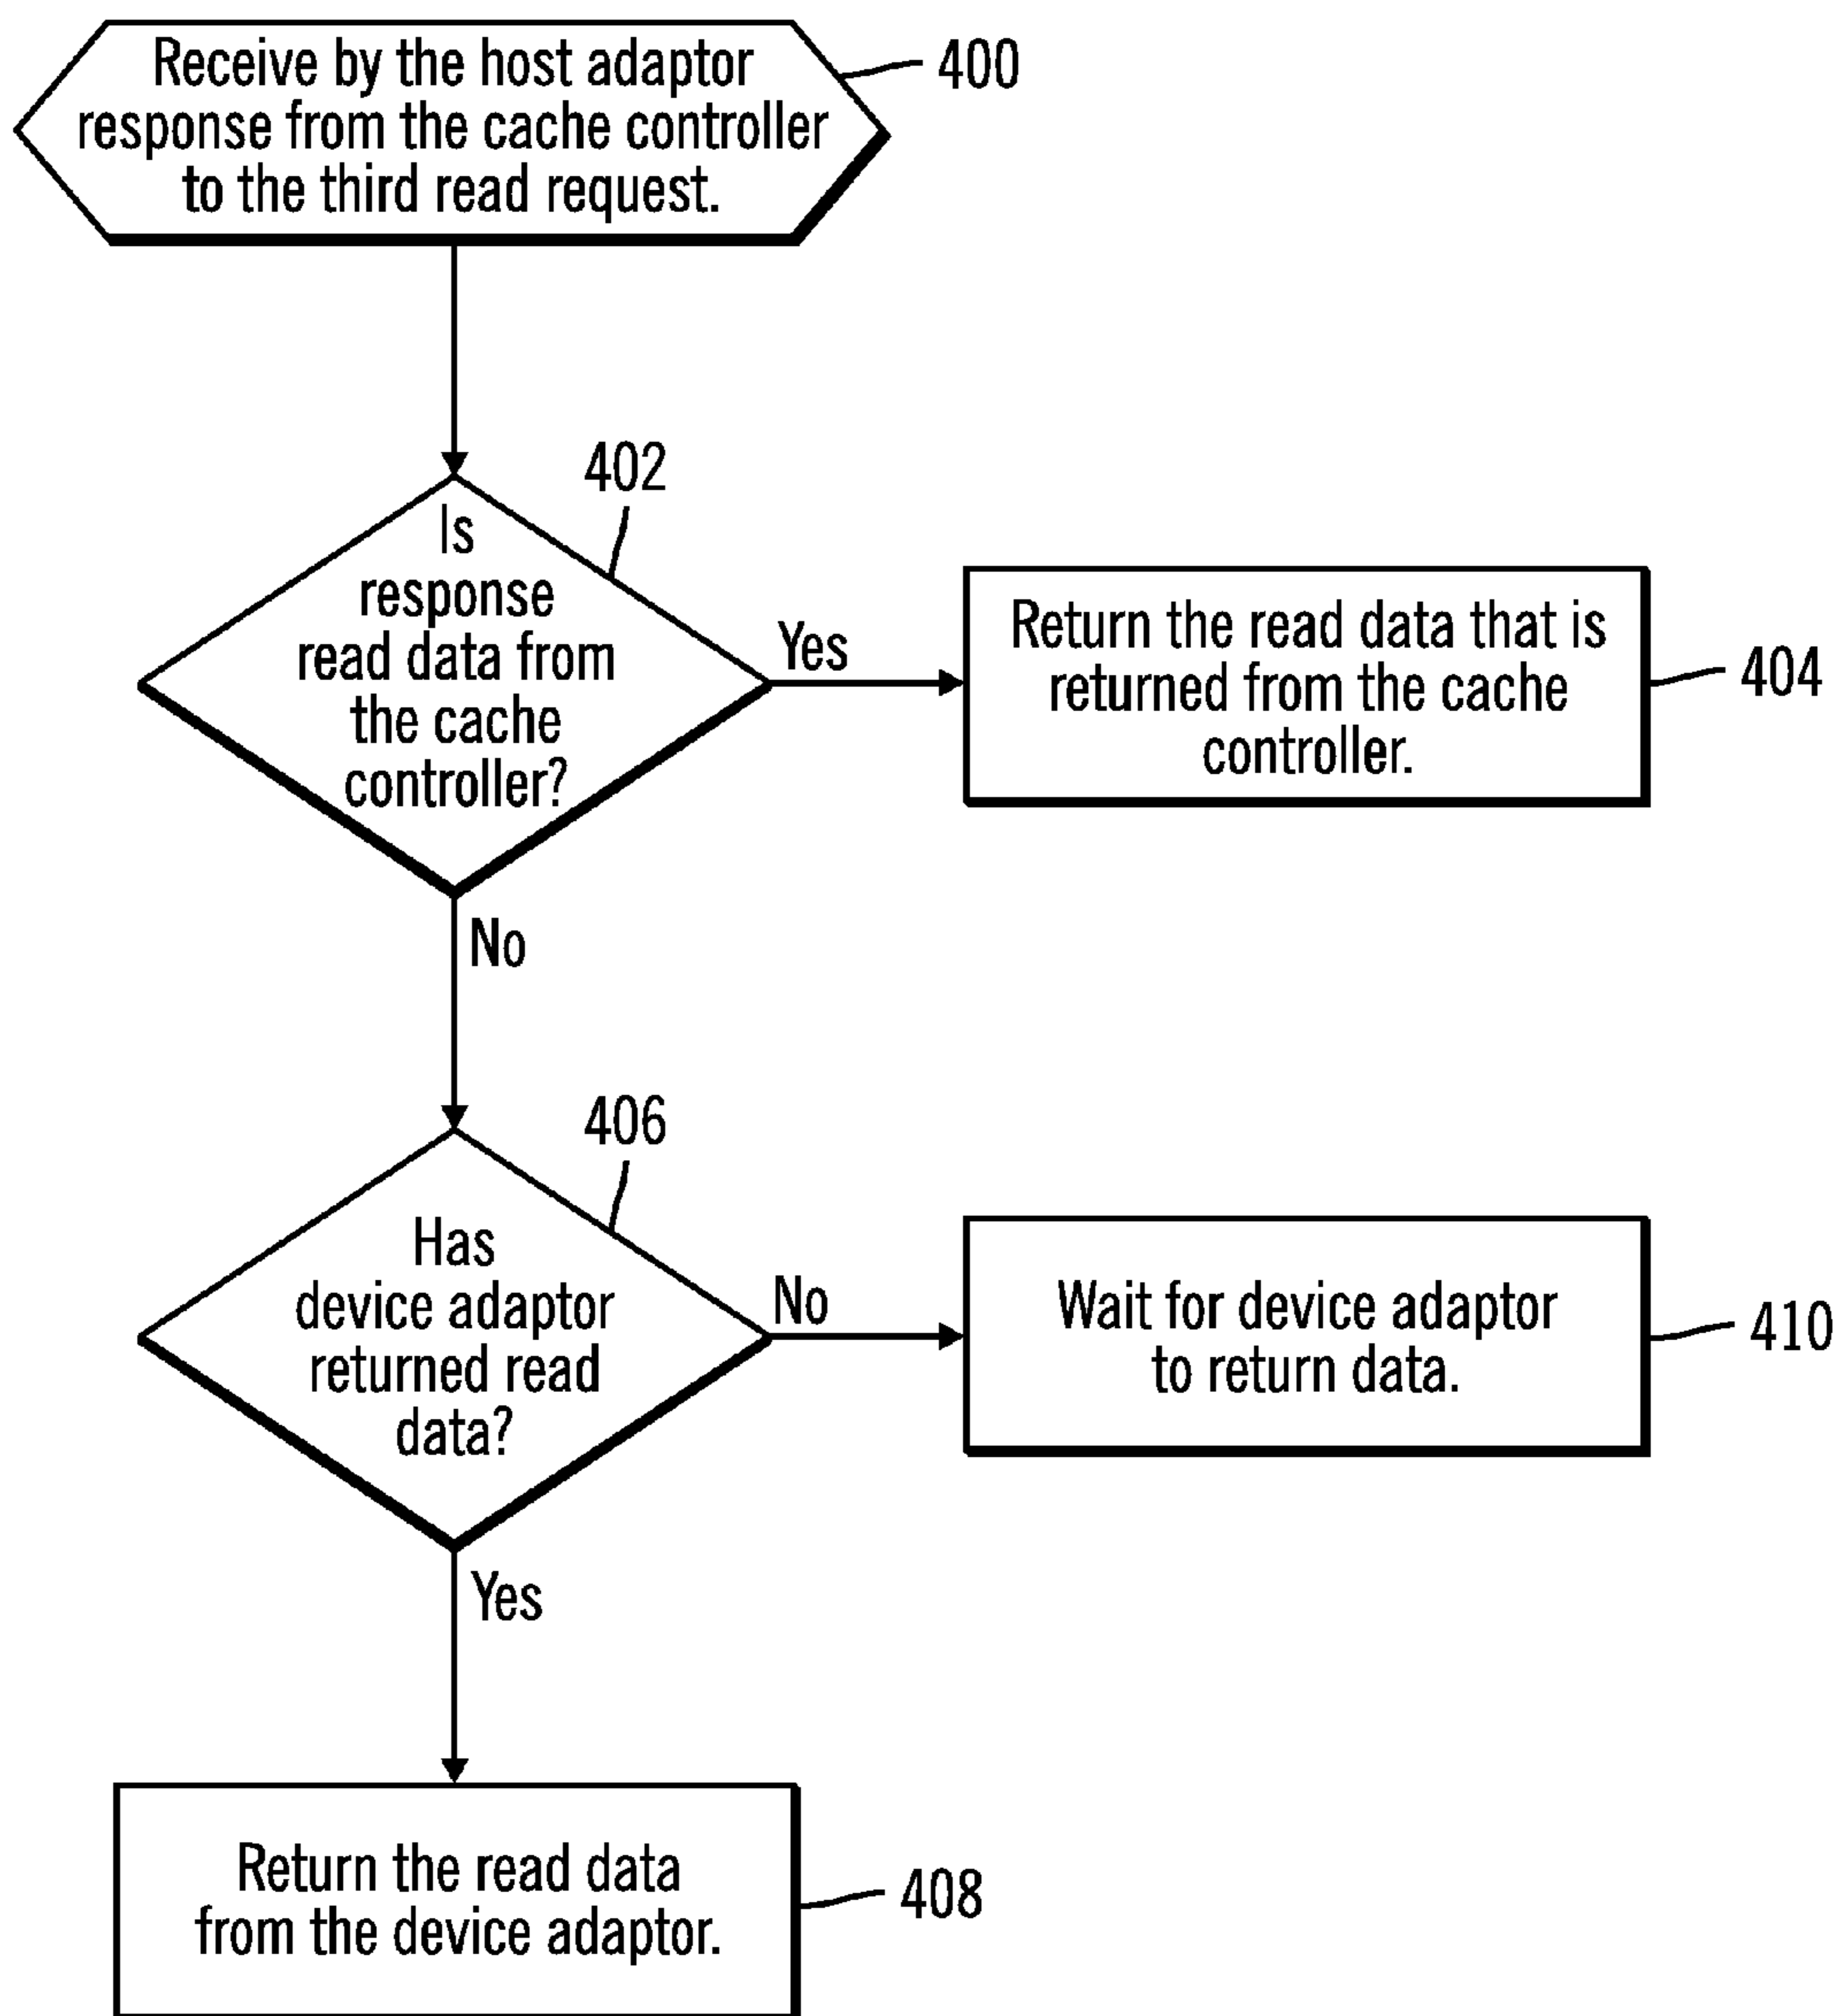 Receive by the host adaptor
response from the cache controller
to the third read request.
400
402
Is
response
read data from
the cache
controller?
Yes
Return the read data that is
returned from the cache
controller.
404
No
406
Has
device adaptor
returned read
data?
No
Wait for device adaptor
to return data.
410
Yes
Return the read data
from the device adaptor.
408